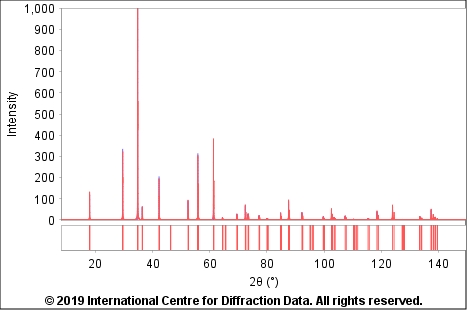 1,000
900
800
700
600
500
400
300
200
100
0
Intensity
20 40 60 80 100 120 140
2θ (°)
© 2019 International Centre for Diffraction Data. All rights reserved.